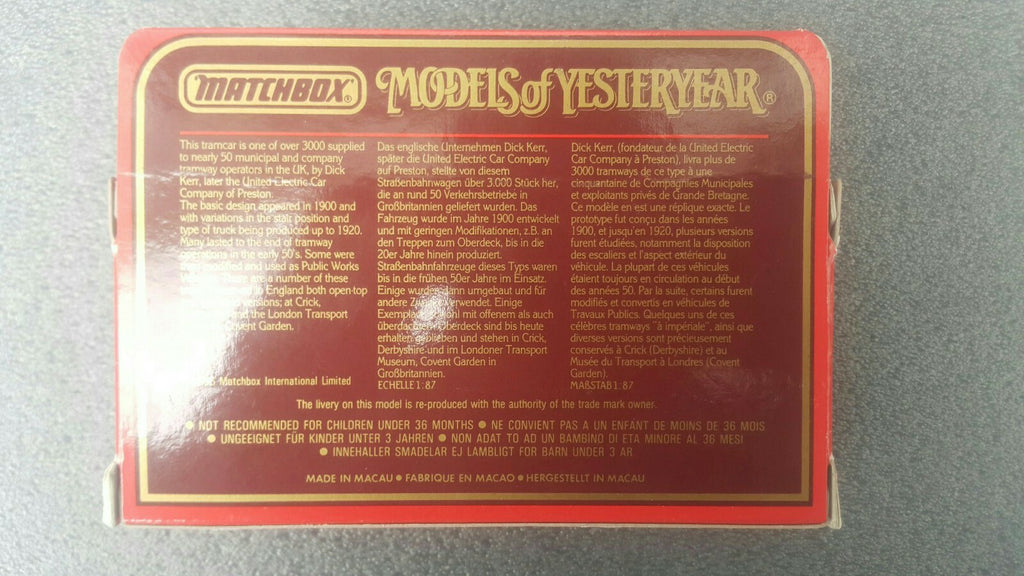 MATCHBOX®
MODELS of YESTERYEAR®
This tramcar is one of over 3000 supplied
to nearly 50 municipal and company
tramway operators in the UK, by Dick
Kerr, later the United Electric Car
Company of Preston.
The basic design appeared in 1900 and
with variations in the stair position and
type of truck being produced up to 1920.
Many lasted to the end of tramway
operations in the early 50's. Some were
modified and used as Public Works
are a number of these
in England both open-top
versions; at Crick,
and the London Transport
Covent Garden.
Matchbox International Limited
Das englische Unternehmen Dick Kerr,
später die United Electric Car Company
auf Preston, stellte von diesem
Straßenbahnwagen über 3.000 Stück her,
die an rund 50 Verkehrsbetriebe in
Großbritannien geliefert wurden. Das
Fahrzeug wurde im Jahre 1900 entwickelt
und mit geringen Modifikationen, z.B. an
den Treppen zum Oberdeck, bis in die
20er Jahre hinein produziert.
Straßenbahnfahrzeuge dieses Typs waren
bis in die frühen 50er Jahre im Einsatz.
Einige wurden dann umgebaut und für
andere Zwecke verwendet. Einige
Exemplare mit offenem als auch
überdachtem Oberdeck sind bis heute
erhalten geblieben und stehen in Crick,
Derbyshire und im Londoner Transport
Museum, Covent Garden in
Großbritannien.
ECHELLE 1:87
Dick Kerr, (fondateur de la United Electric
Car Company à Preston), livra plus de
3000 tramways de ce type à une
cinquantaine de Compagnies Municipales
et exploitants privés de Grande Bretagne.
Ce modèle en est une réplique exacte. Le
prototype fut conçu dans les années
1900, et jusqu'en 1920, plusieurs versions
furent étudiées, notamment la disposition
des escaliers et l'aspect extérieur du
véhicule. La plupart de ces véhicules
étaient toujours en circulation au début
des années 50. Par la suite, certains furent
modifiés et convertis en véhicules de
Travaux Publics. Quelques uns de ces
célèbres tramways "à impériale", ainsi que
diverses versions sont précieusement
conservés à Crick (Derbyshire) et au
Musée du Transport à Londres (Covent
Garden).
MAßSTAB 1:87
The livery on this model is re-produced with the authority of the trade mark owner.
● NOT RECOMMENDED FOR CHILDREN UNDER 36 MONTHS ● NE CONVIENT PAS A UN ENFANT DE MOINS DE 36 MOIS
● UNGEEIGNET FÜR KINDER UNTER 3 JAHREN ● NON ADAT TO AD UN BAMBINO DI ETA MINORE AL 36 MESI
● INNEHALLER SMADELAR EJ LAMBLIGT FOR BARN UNDER 3 AR
MADE IN MACAU ● FABRIQUE EN MACAO ● HERGESTELLT IN MACAU